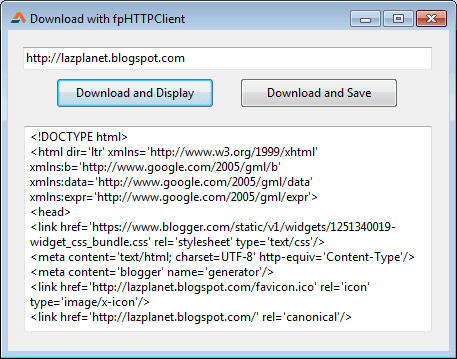 Download with fpHTTPClient
http://lazplanet.blogspot.com
Download and Display
Download and Save
<!DOCTYPE html>
<html dir='ltr' xmlns='http://www.w3.org/1999/xhtml'
xmlns:b='http://www.google.com/2005/gml/b'
xmlns:data='http://www.google.com/2005/gml/data'
xmlns:expr='http://www.google.com/2005/gml/expr'>
<head>
<link href='https://www.blogger.com/static/v1/widgets/1251340019-
widget_css_bundle.css' rel='stylesheet' type='text/css'/>
<meta content='text/html; charset=UTF-8' http-equiv='Content-Type'/>
<meta content='blogger' name='generator'/>
<link href='http://lazplanet.blogspot.com/favicon.ico' rel='icon'
type='image/x-icon'/>
<link href='http://lazplanet.blogspot.com/' rel='canonical'/>